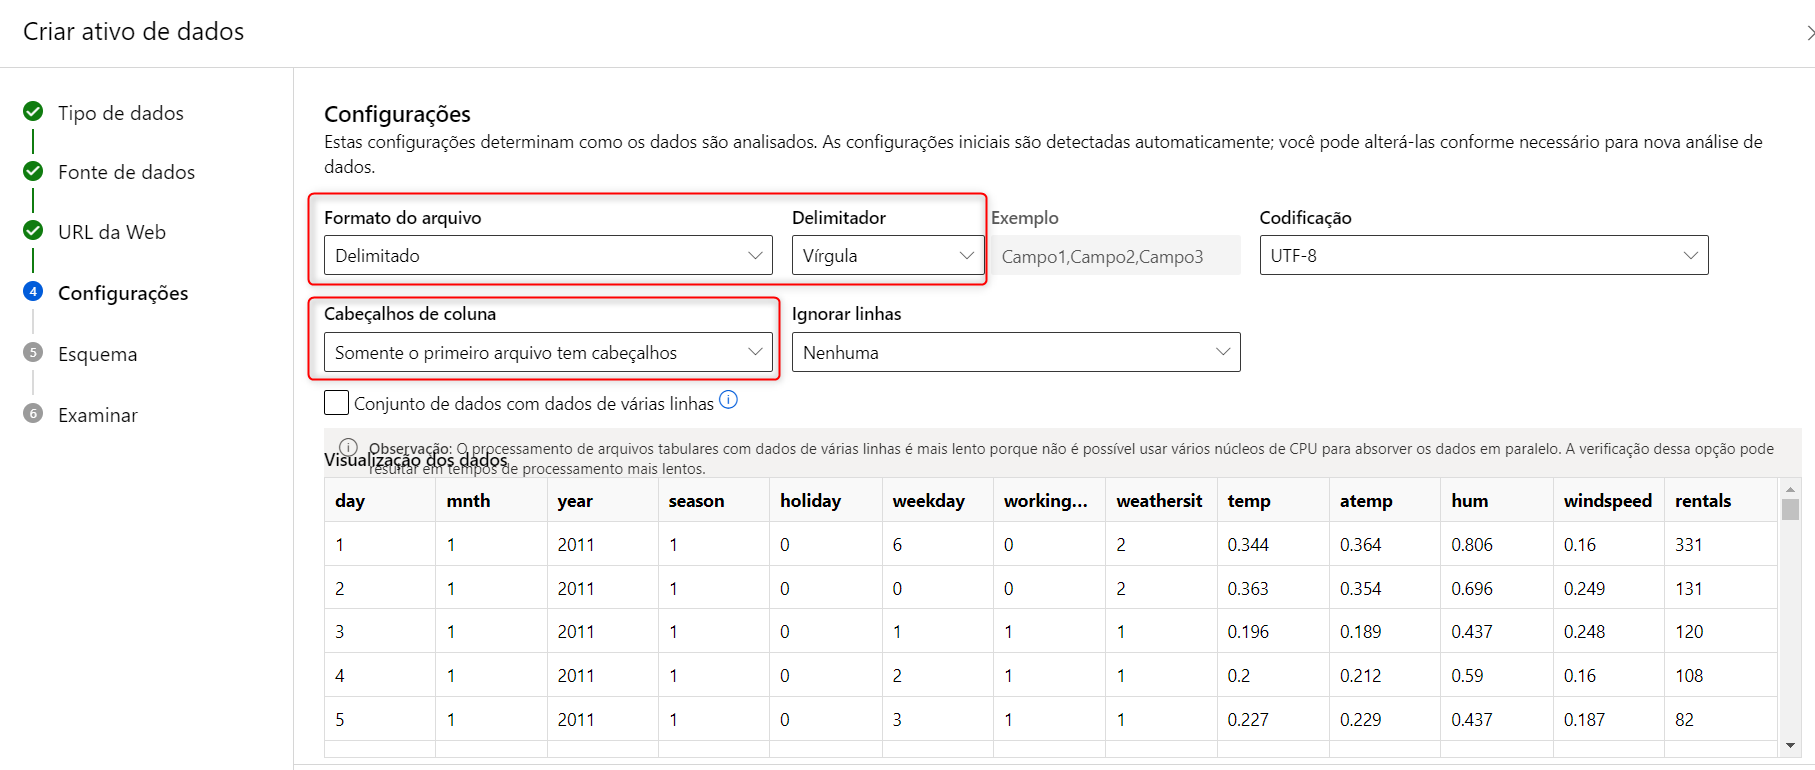 Criar ativo de dados
Tipo de dados
Fonte de dados
URL da Web
4 Configurações
5 Esquema
6 Examinar
Configurações
Estas configurações determinam como os dados são analisados. As configurações iniciais são detectadas automaticamente; você pode alterá-las conforme necessário para nova análise de
dados.
Formato do arquivo Delimitador Exemplo Codificação
Delimitado Vírgula Campo1,Campo2,Campo3 UTF-8
Cabeçalhos de coluna Ignorar linhas
Somente o primeiro arquivo tem cabeçalhos Nenhuma
Conjunto de dados com dados de várias linhas
Observação: O processamento de arquivos tabulares com dados de várias linhas é mais lento porque não é possível usar vários núcleos de CPU para absorver os dados em paralelo. A verificação dessa opção pode
Visualização dos dados
resultar em tempos de processamento mais lentos.
day mnth year season holiday weekday working... weathersit temp atemp hum windspeed rentals
1 1 2011 1 0 6 0 2 0.344 0.364 0.806 0.16 331
2 1 2011 1 0 0 0 2 0.363 0.354 0.696 0.249 131
3 1 2011 1 0 1 1 1 0.196 0.189 0.437 0.248 120
4 1 2011 1 0 2 1 1 0.2 0.212 0.59 0.16 108
5 1 2011 1 0 3 1 1 0.227 0.229 0.437 0.187 82